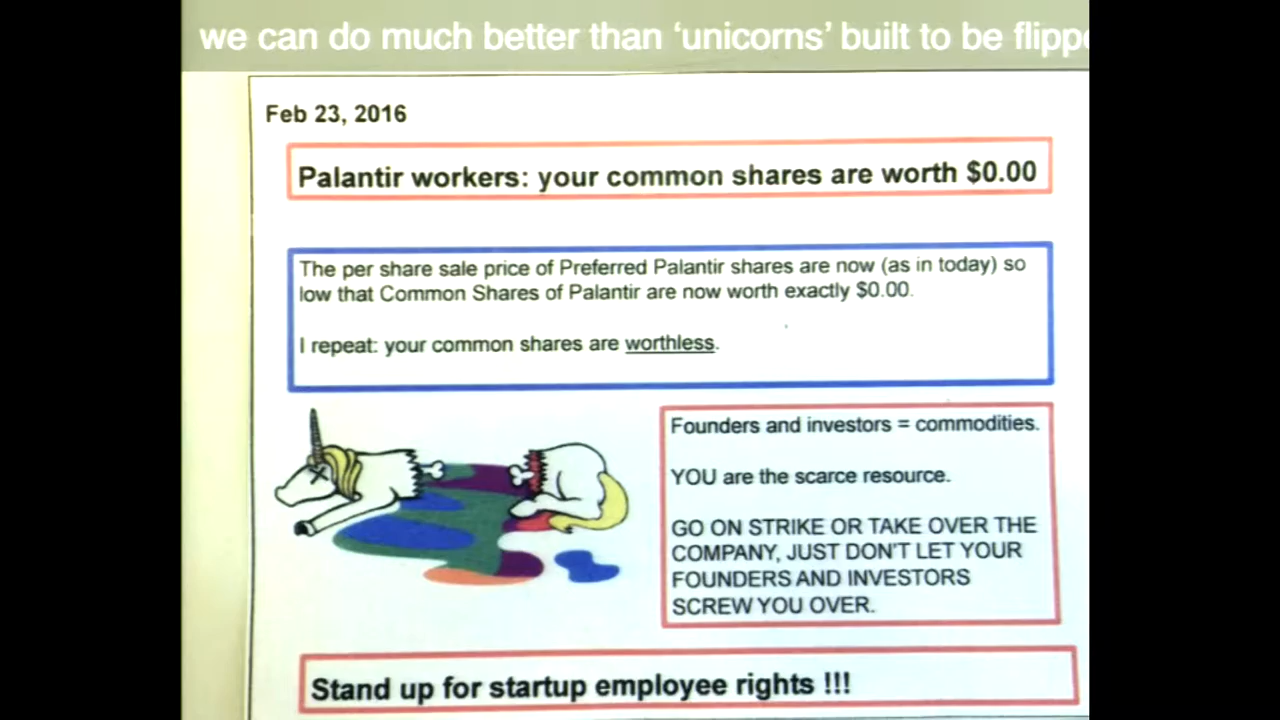 we can do much better than ‘unicorns’ built to be
Feb 23, 2016
Palantir workers: your common shares are worth $0.00
The per share sale price of Preferred Palantir shares are now (as in today) so
low that Common Shares of Palantir are now worth exactly $0.00.
I repeat: your common shares are worthless.
Founders and investors = commodities.
YOU are the scarce resource.
GO ON STRIKE OR TAKE OVER THE
COMPANY, JUST DON'T LET YOUR
FOUNDERS AND INVESTORS
SCREW YOU OVER.
Stand up for startup employee rights !!!